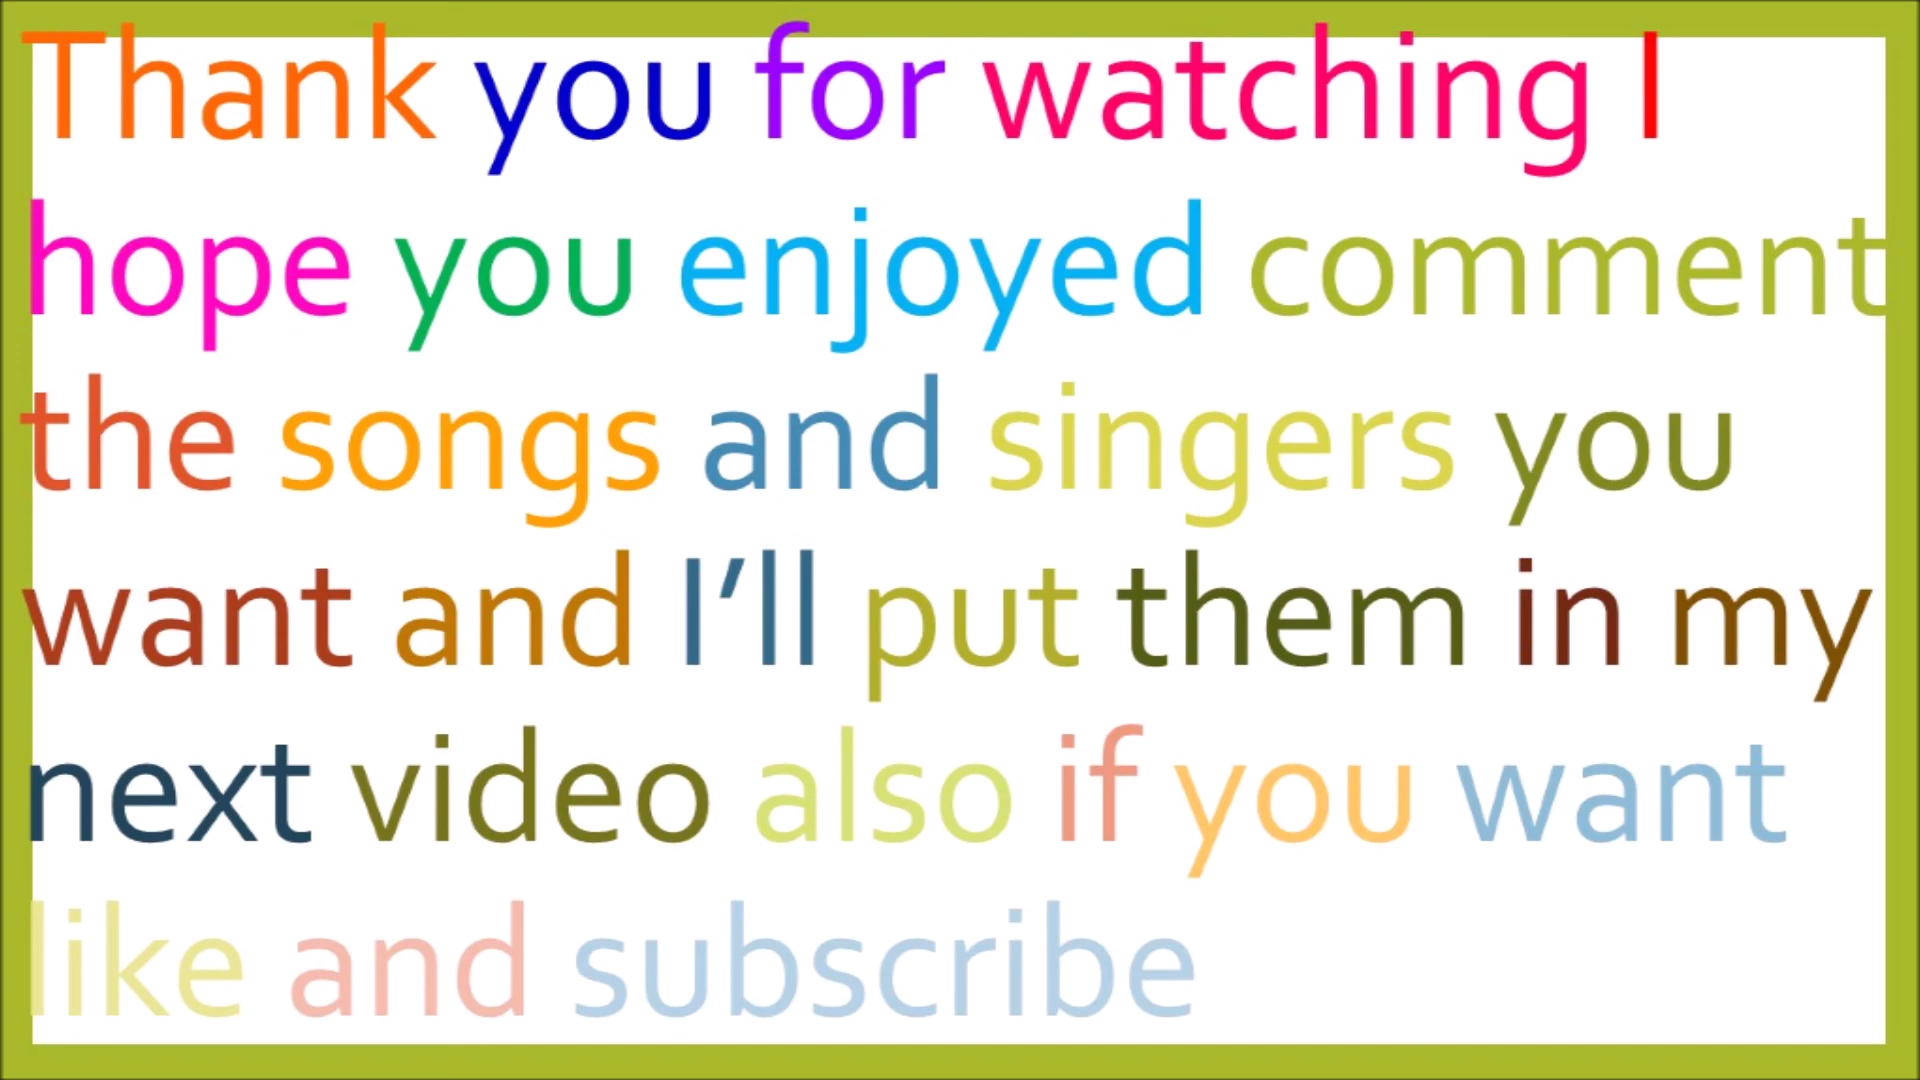 Thank you for watching I
hope you enjoyed comment
the songs and singers you
want and I’ll put them in my
next video also if you want
like and subscribe